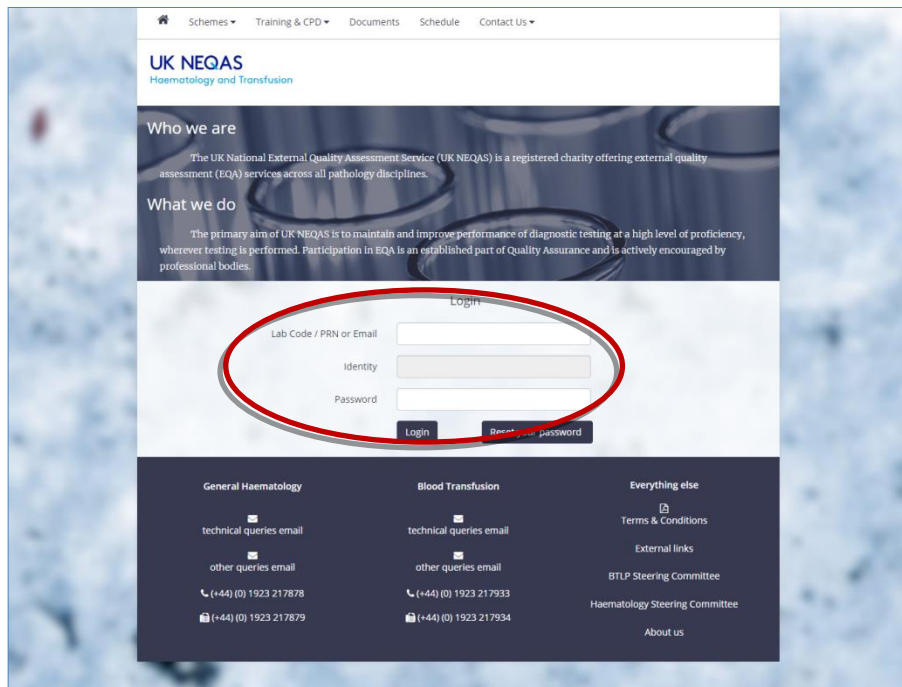 Schemes Training & CPD Documents Schedule Contact Us
UK NEQAS
Haematology and Transfusion
Who we are
The UK National External Quality Assessment Service (UK NEQAS) is a registered charity offering external quality
assessment (EQA) services across all pathology disciplines.
What we do
The primary aim of UK NEQAS is to maintain and improve performance of diagnostic testing at a high level of proficiency,
wherever testing is performed. Participation in EQA is an established part of Quality Assurance and is actively encouraged by
professional bodies.
Login
Lab Code / PRN or Email
Identity
Password
Login Reset your password
General Haematology
technical queries email
other queries email
(+44) (0) 1923 217878
(+44) (0) 1923 217879
Blood Transfusion
technical queries email
other queries email
(+44) (0) 1923 217933
(+44) (0) 1923 217934
Everything else
Terms & Conditions
External links
BTLP Steering Committee
Haematology Steering Committee
About us